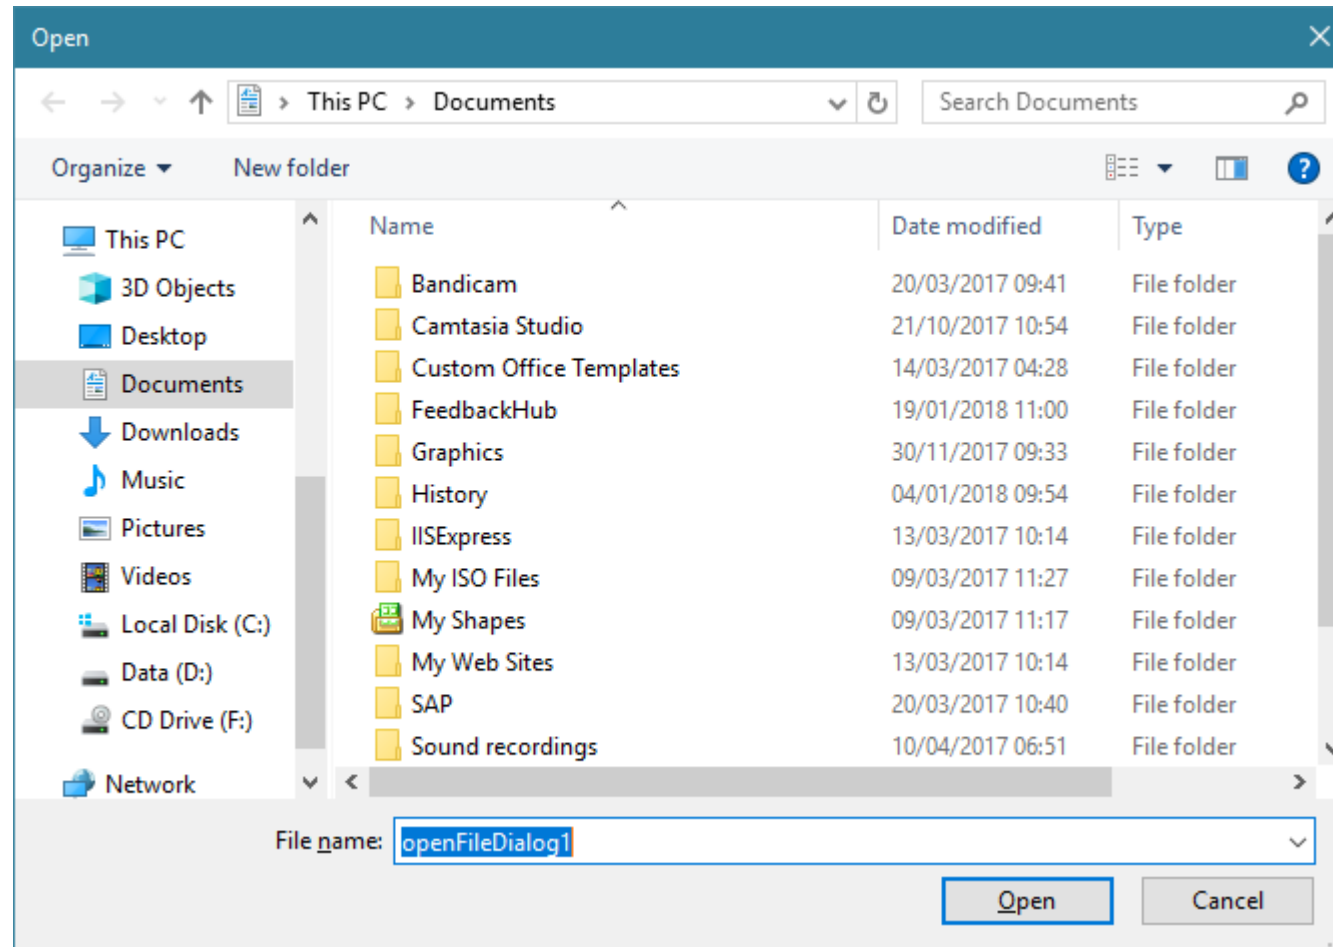 Open
This PC > Documents
Search Documents
Organize
New folder
?
Name
Date modified
Type
This PC
3D Objects
Desktop
Documents
Downloads
Music
Pictures
Videos
Local Disk (C:)
Data (D:)
CD Drive (F:)
Network
Bandicam 20/03/2017 09:41 File folder
Camtasia Studio 21/10/2017 10:54 File folder
Custom Office Templates 14/03/2017 04:28 File folder
FeedbackHub 19/01/2018 11:00 File folder
Graphics 30/11/2017 09:33 File folder
History 04/01/2018 09:54 File folder
IISExpress 13/03/2017 10:14 File folder
My ISO Files 09/03/2017 11:27 File folder
My Shapes 09/03/2017 11:17 File folder
My Web Sites 13/03/2017 10:14 File folder
SAP 20/03/2017 10:40 File folder
Sound recordings 10/04/2017 06:51 File folder
File name: openFileDialog1
Open
Cancel